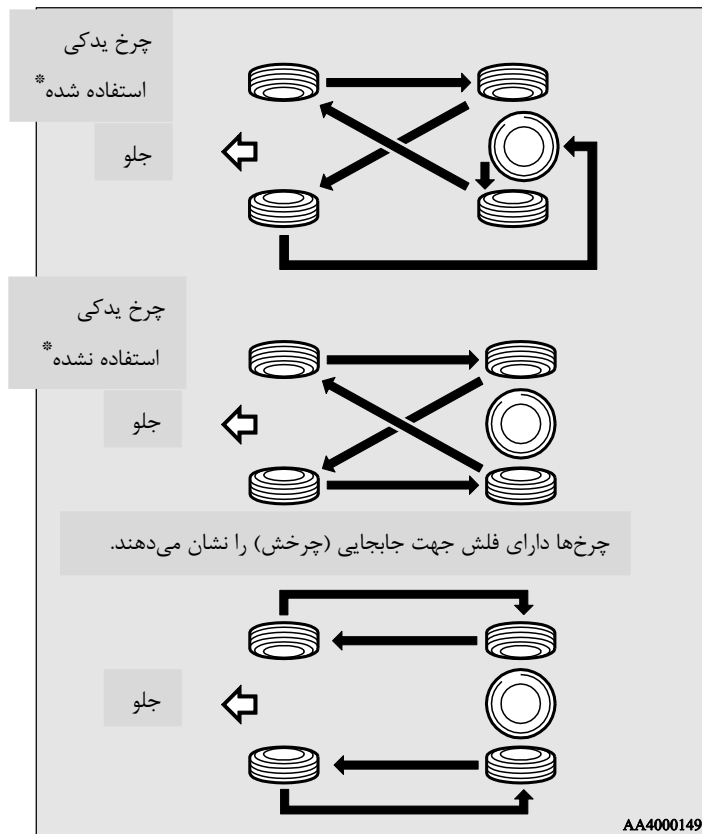 چرخ یدکی
استفاده شده*
جلو
چرخ یدکی
استفاده نشده*
جلو
چرخ‌ها دارای فلش جهت جابجایی (چرخش) را نشان می‌دهند.
جلو
AA4000149